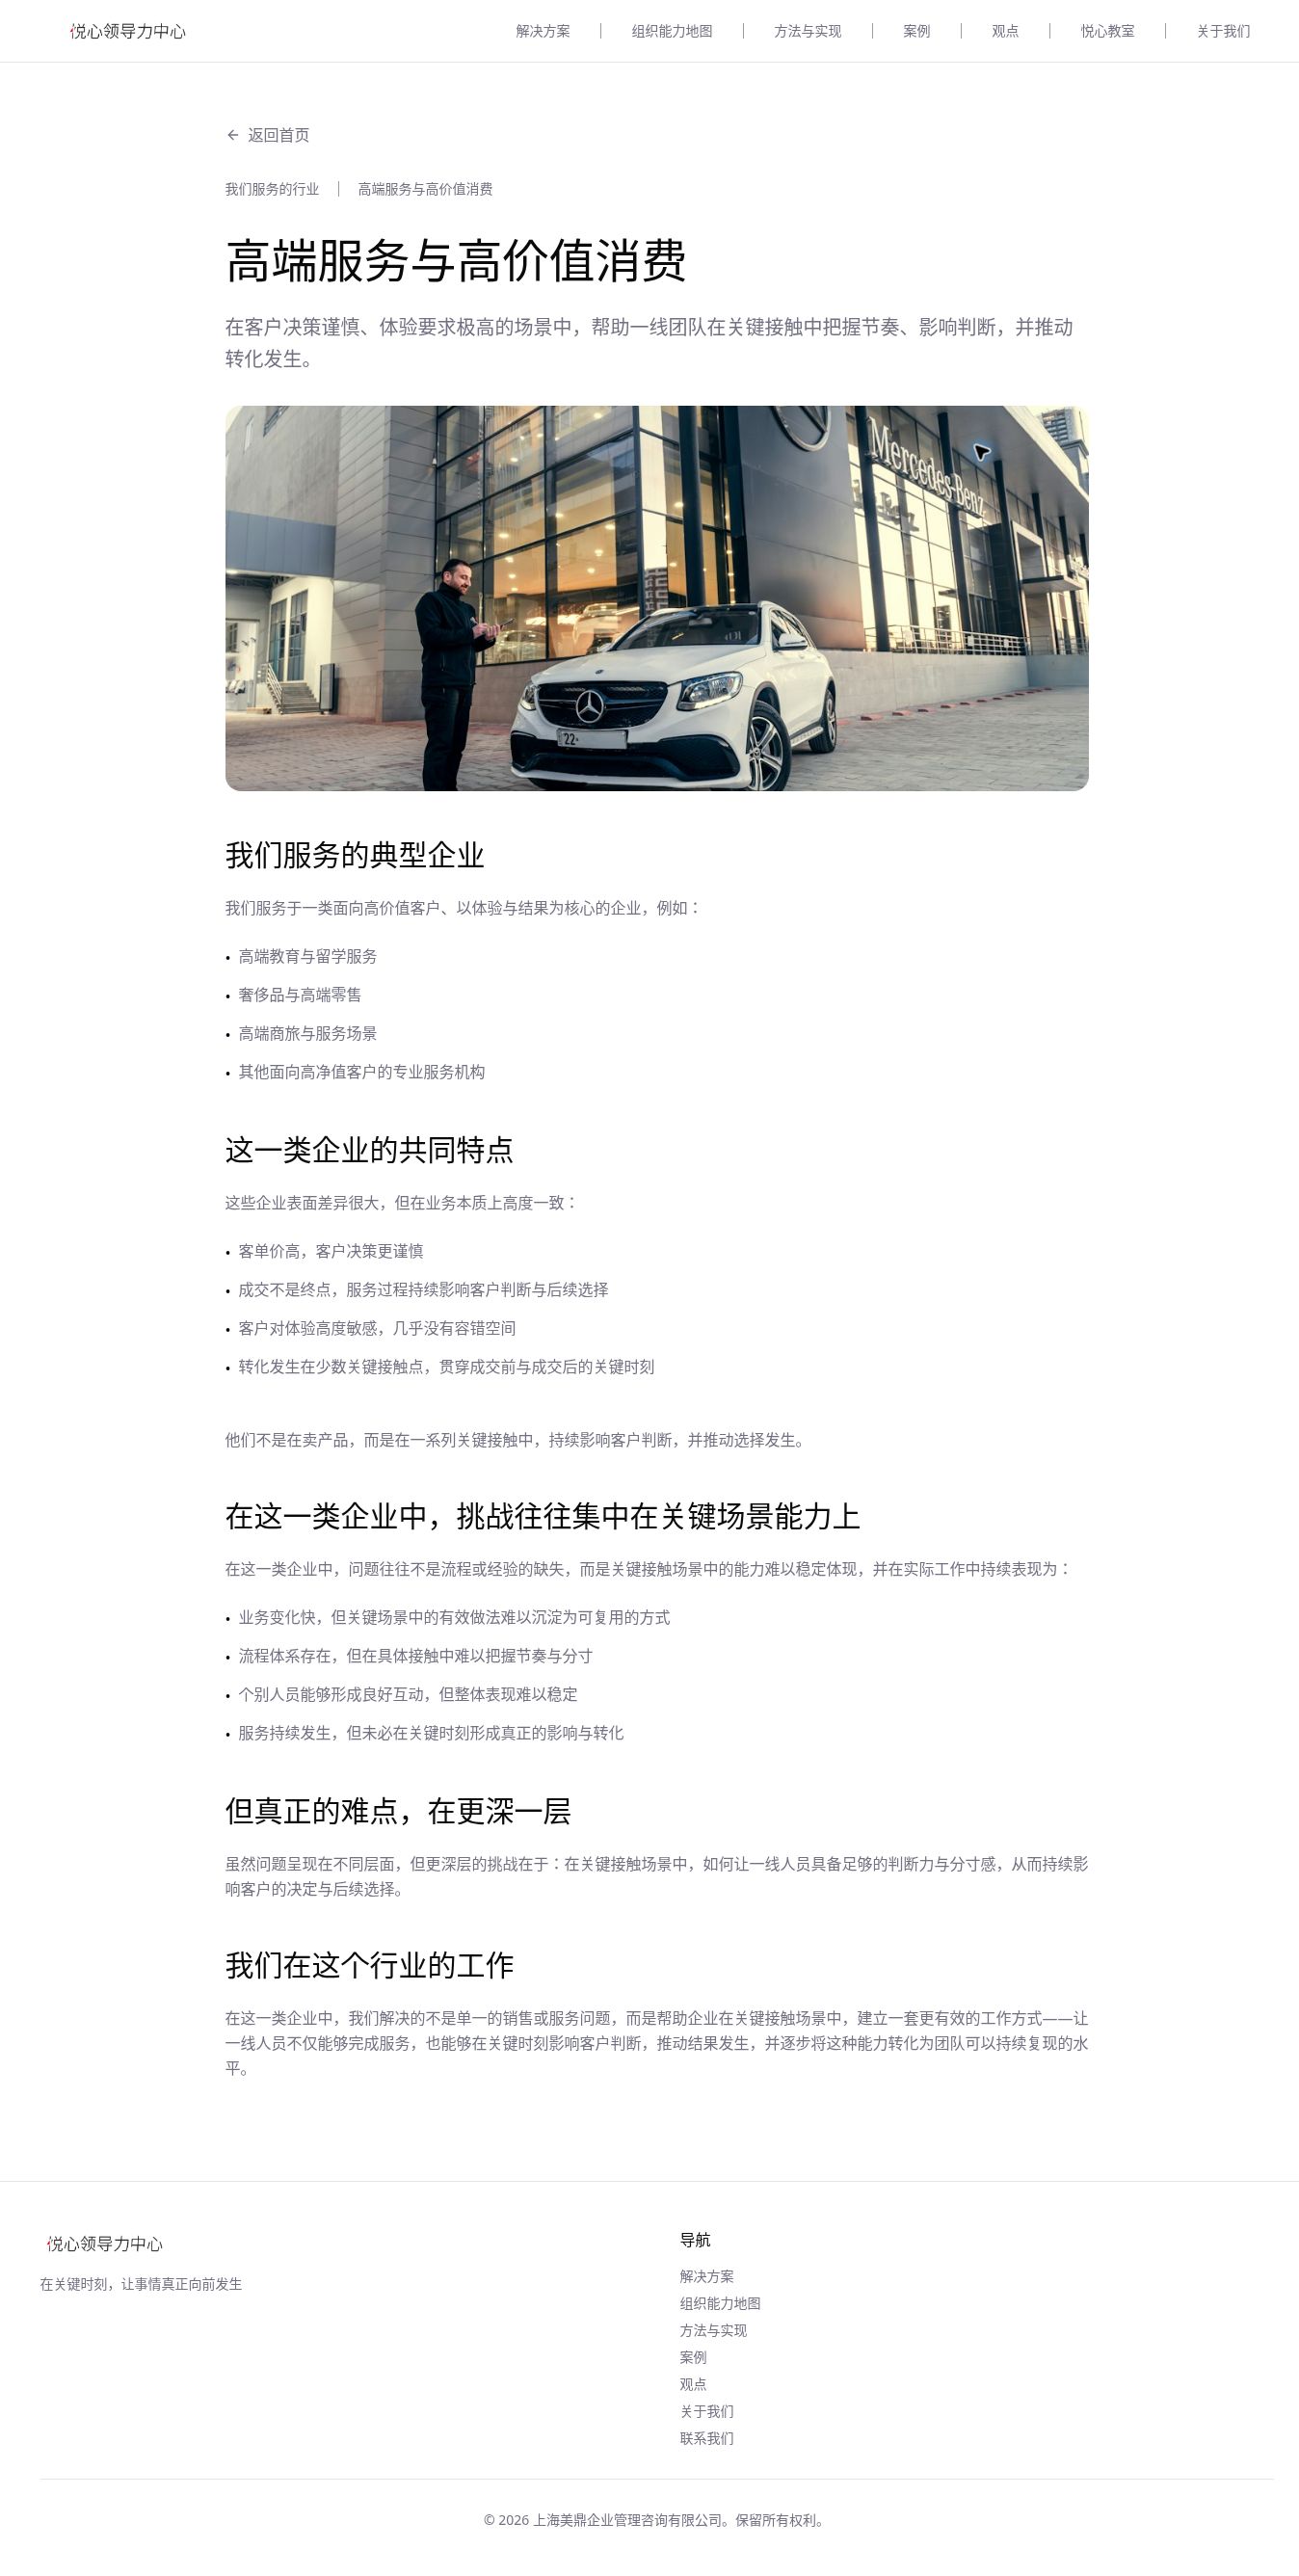 悦心领导力中心
解决方案
组织能力地图
方法与实现
案例
观点
悦心教室
关于我们
返回首页
我们服务的行业
高端服务与高价值消费
高端服务与高价值消费
在客户决策谨慎、体验要求极高的场景中，帮助一线团队在关键接触中把握节奏、影响判断，并推动
转化发生。
Mercedes-Benz
22
我们服务的典型企业
我们服务于一类面向高价值客户、以体验与结果为核心的企业，例如：
• 高端教育与留学服务
• 奢侈品与高端零售
• 高端商旅与服务场景
• 其他面向高净值客户的专业服务机构
这一类企业的共同特点
这些企业表面差异很大，但在业务本质上高度一致：
• 客单价高，客户决策更谨慎
• 成交不是终点，服务过程持续影响客户判断与后续选择
• 客户对体验高度敏感，几乎没有容错空间
• 转化发生在少数关键接触点，贯穿成交前与成交后的关键时刻
他们不是在卖产品，而是在一系列关键接触中，持续影响客户判断，并推动选择发生。
在这一类企业中，挑战往往集中在关键场景能力上
在这一类企业中，问题往往不是流程或经验的缺失，而是关键接触场景中的能力难以稳定体现，并在实际工作中持续表现为：
• 业务变化快，但关键场景中的有效做法难以沉淀为可复用的方式
• 流程体系存在，但在具体接触中难以把握节奏与分寸
• 个别人员能够形成良好互动，但整体表现难以稳定
• 服务持续发生，但未必在关键时刻形成真正的影响与转化
但真正的难点，在更深一层
虽然问题呈现在不同层面，但更深层的挑战在于：在关键接触场景中，如何让一线人员具备足够的判断力与分寸感，从而持续影
响客户的决定与后续选择。
我们在这个行业的工作
在这一类企业中，我们解决的不是单一的销售或服务问题，而是帮助企业在关键接触场景中，建立一套更有效的工作方式——让
一线人员不仅能够完成服务，也能够在关键时刻影响客户判断，推动结果发生，并逐步将这种能力转化为团队可以持续复现的水
平。
悦心领导力中心
在关键时刻，让事情真正向前发生
导航
解决方案
组织能力地图
方法与实现
案例
观点
关于我们
联系我们
© 2026 上海美鼎企业管理咨询有限公司。保留所有权利。